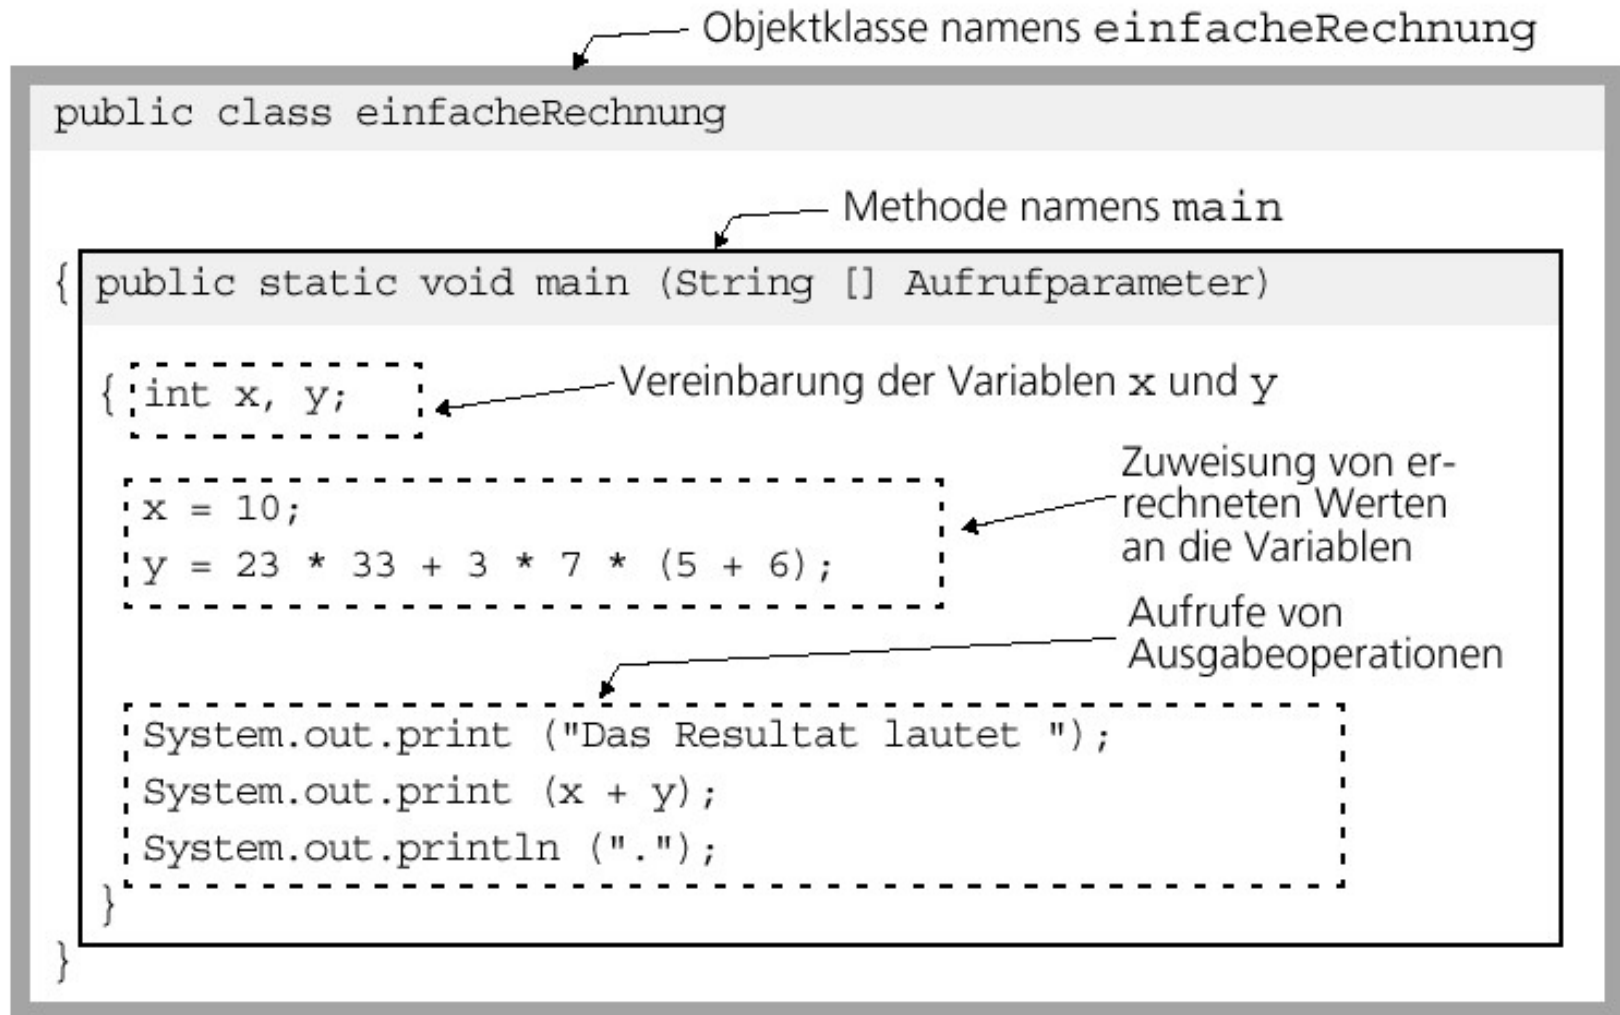 Objektklasse namens einfacheRechnung
public class einfacheRechnung
Methode namens main
{ public static void main (String [] Aufrufparameter)
{ int x, y;
Vereinbarung der Variablen x und y
Zuweisung von er-
rechneten Werten
an die Variablen
x = 10;
y = 23 * 33 + 3 * 7 * (5 + 6);
Aufrufe von
Ausgabeoperationen
System.out.print ("Das Resultat lautet ");
System.out.print (x + y);
System.out.println (".");
}
}